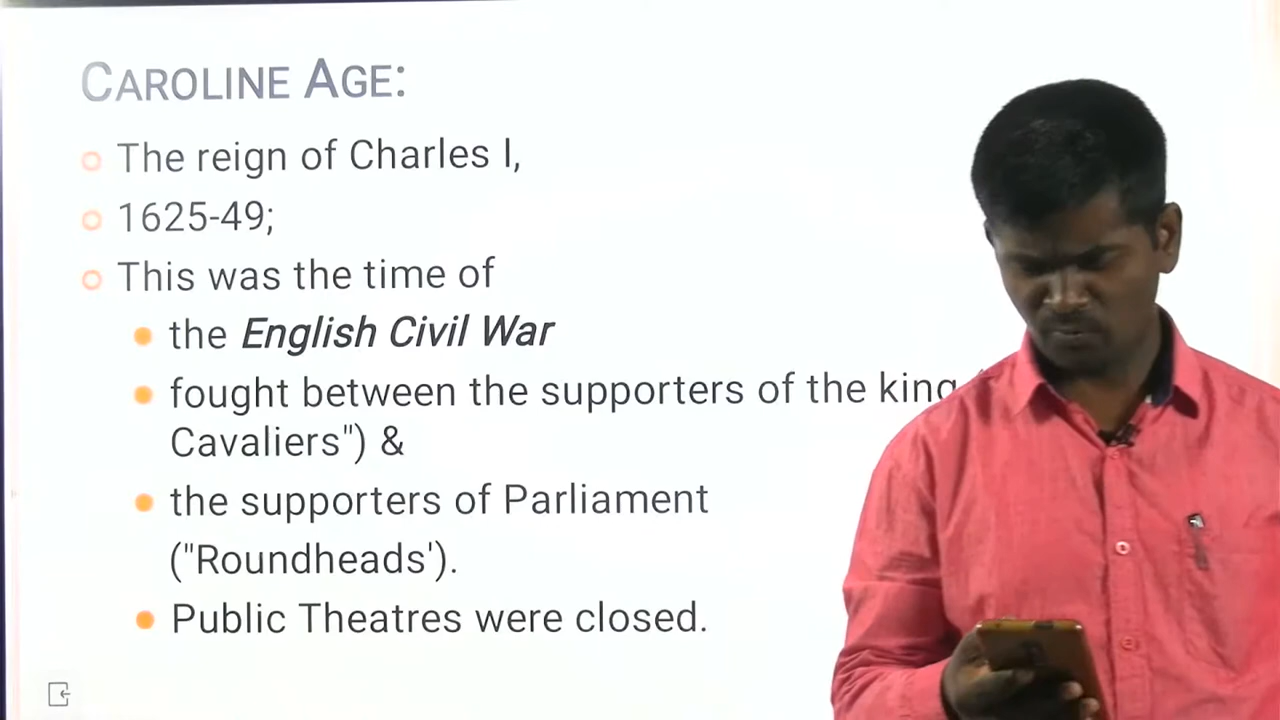 CAROLINE AGE:
The reign of Charles I,
1625-49;
This was the time of
the English Civil War
fought between the supporters of the king
Cavaliers") &
the supporters of Parliament
("Roundheads').
Public Theatres were closed.